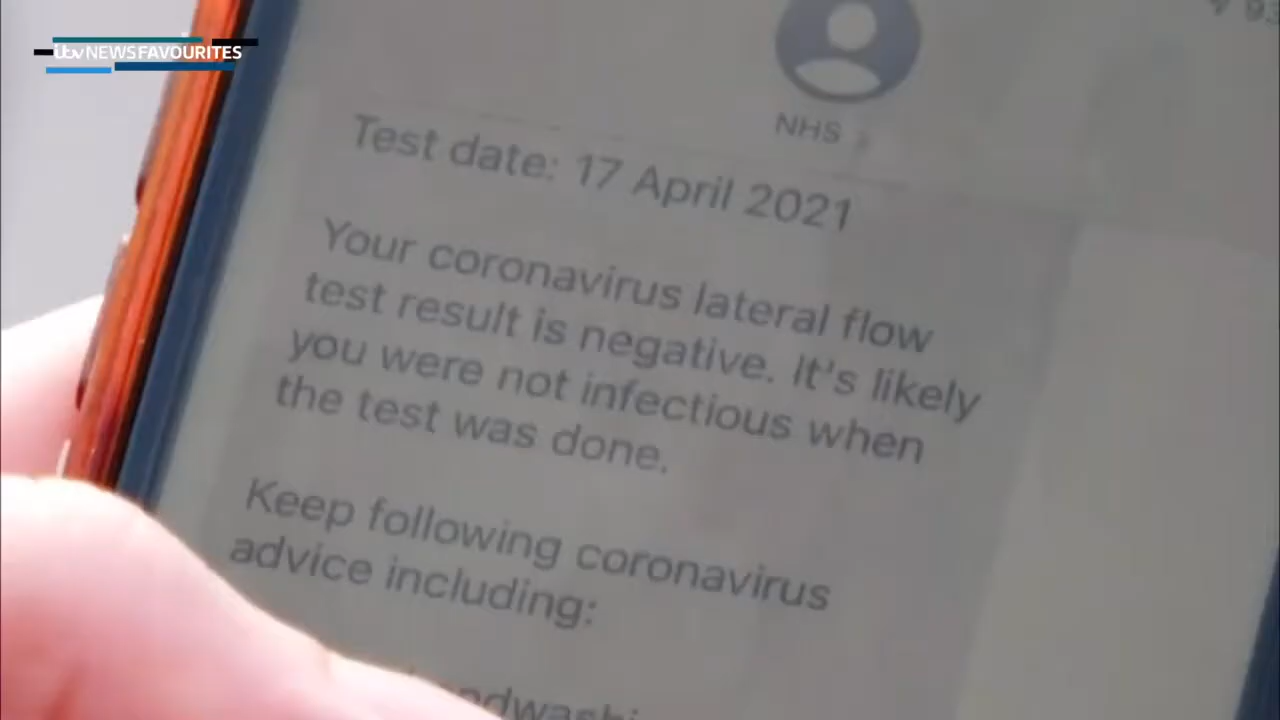 itv NEWS FAVOURITES
NHS
Test date: 17 April 2021
Your coronavirus lateral flow
test result is negative. It's likely
you were not infectious when
the test was done.
Keep following coronavirus
advice including: